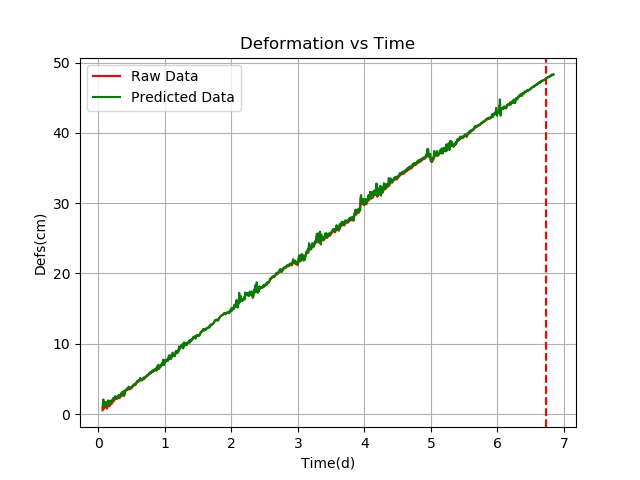 Deformation vs Time
Raw Data
Predicted Data
Defs(cm)
50
40
30
20
10
0
0 1 2 3 4 5 6 7
Time(d)